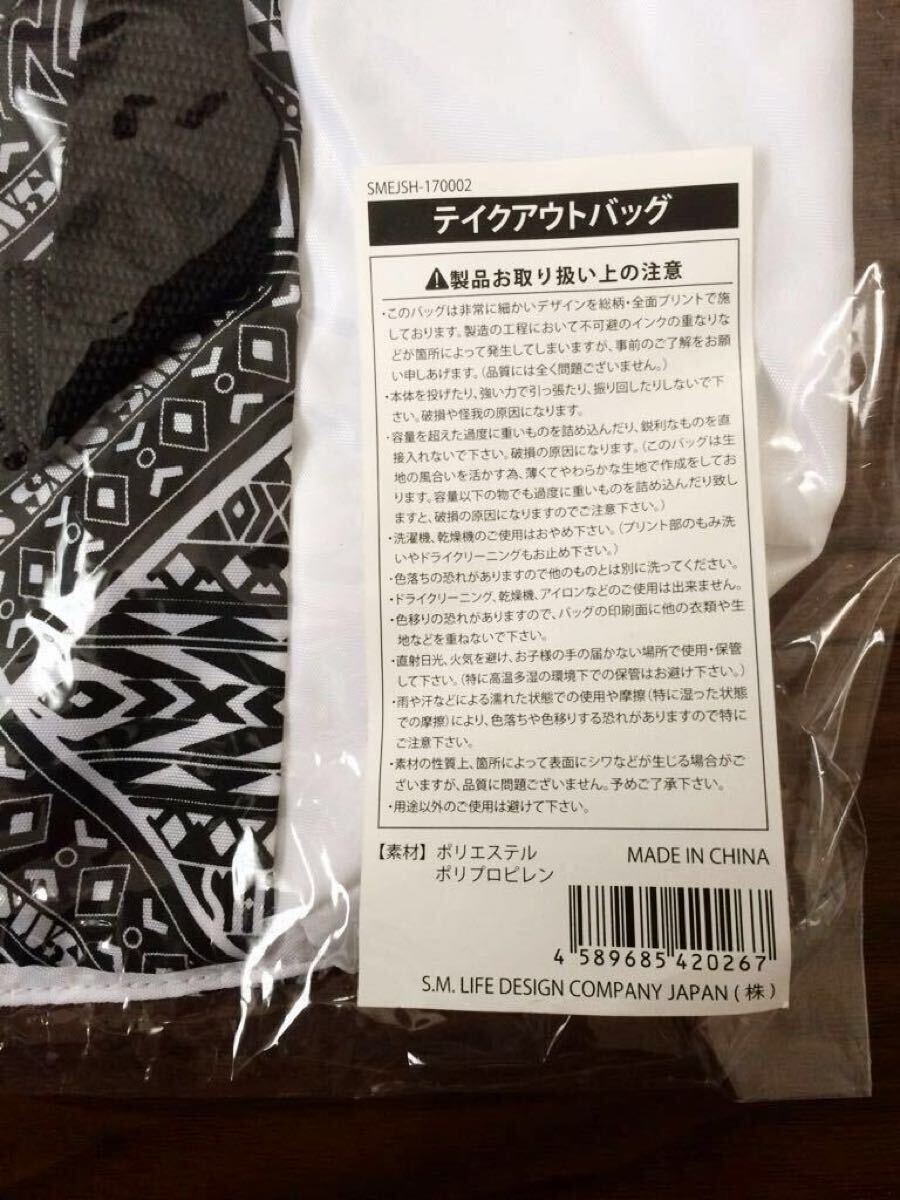 SMEJSH-170002
テイクアウトバッグ
製品お取り扱い上の注意
・このバッグは非常に細かいデザインを総柄・全面プリントで施
しております。製造の工程において不可避のインクの重なりな
どが箇所によって発生してしまいますが、事前のご了解をお願
い申しあげます。（品質には全く問題ございません。）
・本体を投げたり、強い力で引っ張たり、振り回したりしないで下
さい。破損や怪我の原因になります。
・容量を超えた過度に重いものを詰め込んだり、鋭利なものを直
接入れないで下さい。破損の原因になります。（このバッグは生
地の風合いを活かす為、薄くてやわらかな生地で作成をしてお
ります。容量以下の物でも過度に重いものを詰め込んだり致し
ますと、破損の原因になりますのでご注意下さい。）
・洗濯機、乾燥機のご使用はおやめ下さい。（プリント部のもみ洗
いやドライクリーニングもお止め下さい。）
・色落ちの恐れがありますので他のものとは別に洗ってください。
・ドライクリーニング、乾燥機、アイロンなどのご使用は出来ません。
・色移りの恐れがありますので、バッグの印刷面に他の衣類や生
地などを重ねないで下さい。
・直射日光、火気を避け、お子様の手の届かない場所で使用・保管
して下さい。（特に高温多湿の環境下での保管はお避け下さい。）
・雨や汗などによる濡れた状態での使用や摩擦（特に湿った状態
での摩擦）により、色落ちや色移りする恐れがありますので特に
ご注意下さい。
・素材の性質上、箇所によって表面にシワなどが生じる場合がご
ざいますが、品質に問題ございません。予めご了承下さい。
・用途以外のご使用は避けて下さい。
【素材】ポリエステル
ポリプロピレン
MADE IN CHINA
4 589685 420267
S.M. LIFE DESIGN COMPANY JAPAN（株）